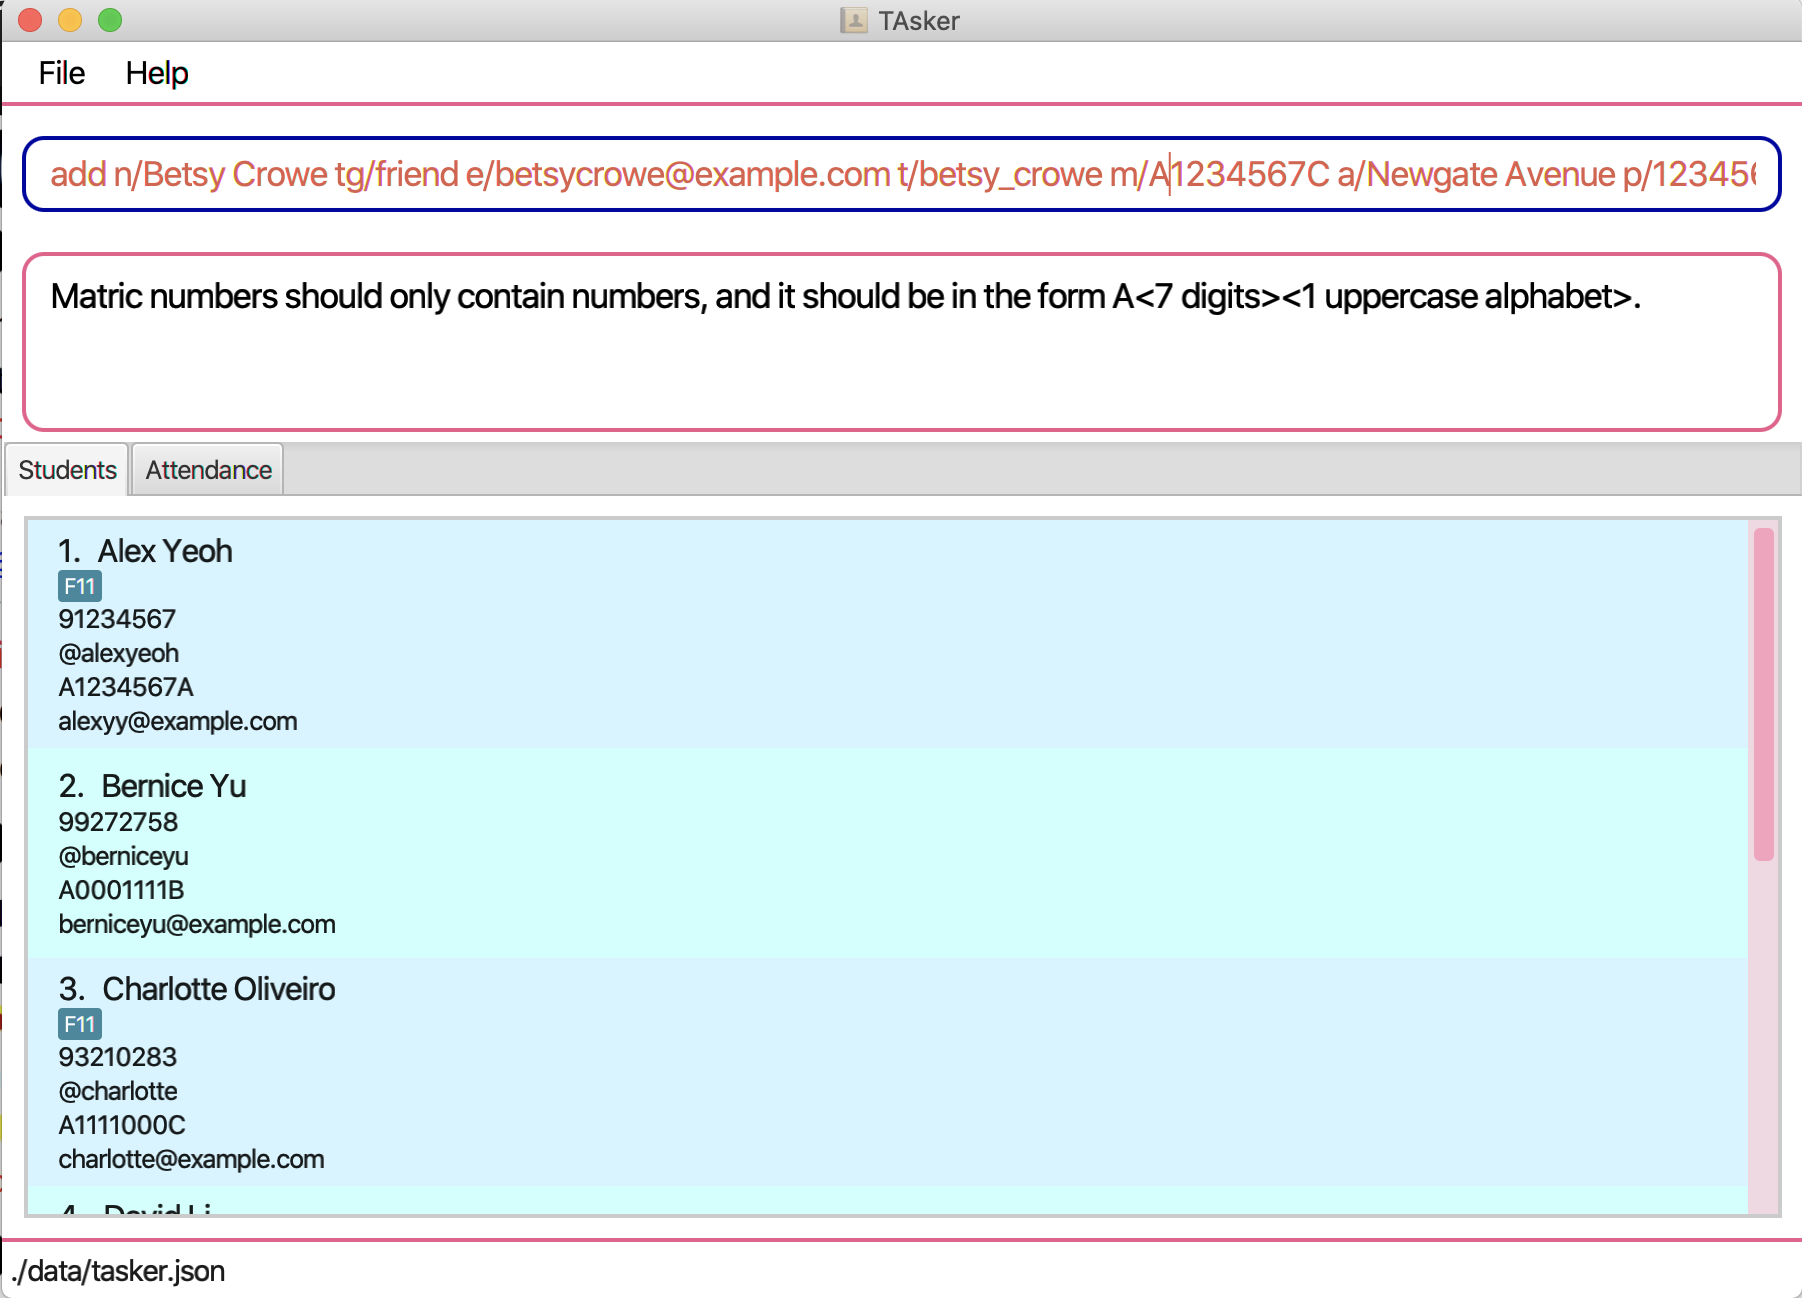 TAsker
File Help
add n/Betsy Crowe tg/friend e/betsycrowe@example.com t/betsy_crowe m/A1234567C a/Newgate Avenue p/12345
Matric numbers should only contain numbers, and it should be in the form A<7 digits><1 uppercase alphabet>.
Students Attendance
1. Alex Yeoh
F11
91234567
@alexyeoh
A1234567A
alexyy@example.com
2. Bernice Yu
99272758
@berniceyu
A0001111B
berniceyu@example.com
3. Charlotte Oliveiro
F11
93210283
@charlotte
A1111000C
charlotte@example.com
4. David Li
./data/tasker.json